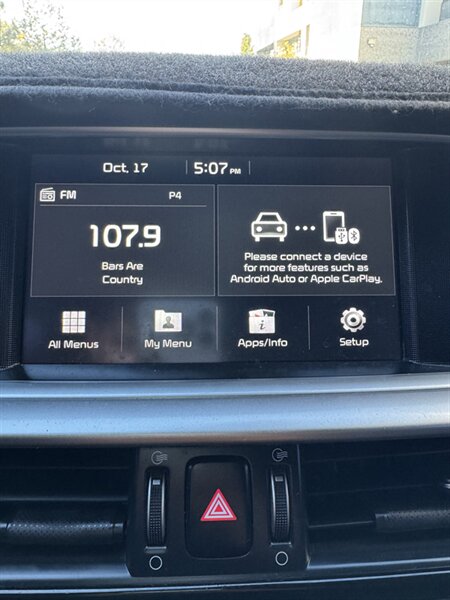 Oct. 17
5:07 PM
FM P4
107.9
Bars Are
Country
Please connect a device
for more features such as
Android Auto or Apple CarPlay.
All Menus
My Menu
Apps/Info
Setup